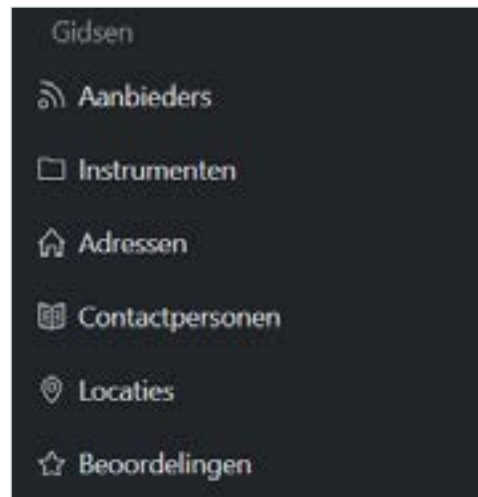 Gidsen
Aanbieders
Instrumenten
Adressen
Contactpersonen
Locaties
Beoordelingen